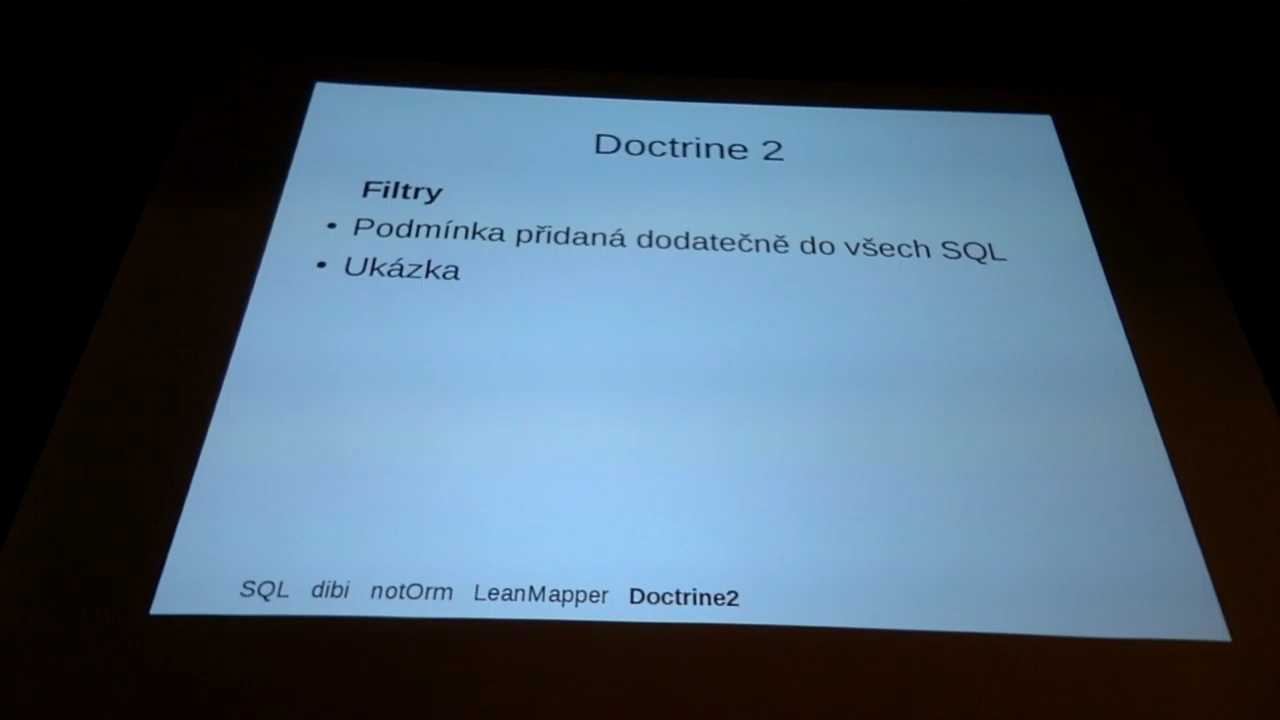 Doctrine 2
Filtry
• Podmínka přidaná dodatečně do všech SQL
• Ukázka
SQL dibi notOrm LeanMapper Doctrine2